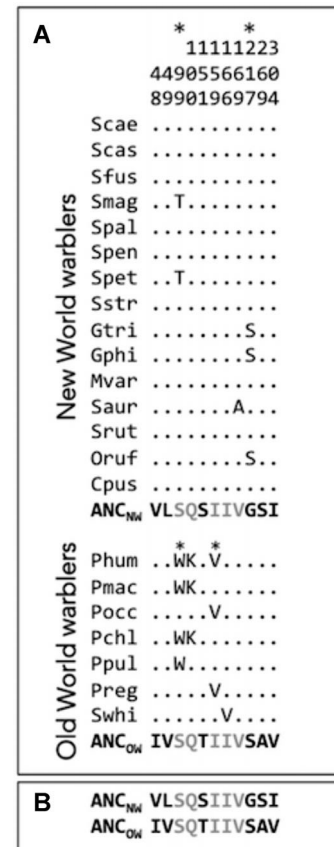 A
* *
11111223
44905566160
89901969794
New World warblers
Scae ...........
Scas ...........
Sfus ...........
Smag ..T........
Spal ...........
Spen ...........
Spet ..T........
Sstr ...........
Gtri ........S..
Gphi ........S..
Mvar ...........
Saur .......A...
Srut ...........
Oruf ........S..
Cpus ...........
ANCNW VLSQSIIVGSI
Old World warblers
* *
Phum ..WK.V.....
Pmac ..WK.......
Pocc .....V.....
Pchl ..WK.......
Ppul ..W........
Preg .....V.....
Swhi ......V....
ANCOW IVSQTIIVSAV
B
ANCNW VLSQSIIVGSI
ANCOW IVSQTIIVSAV